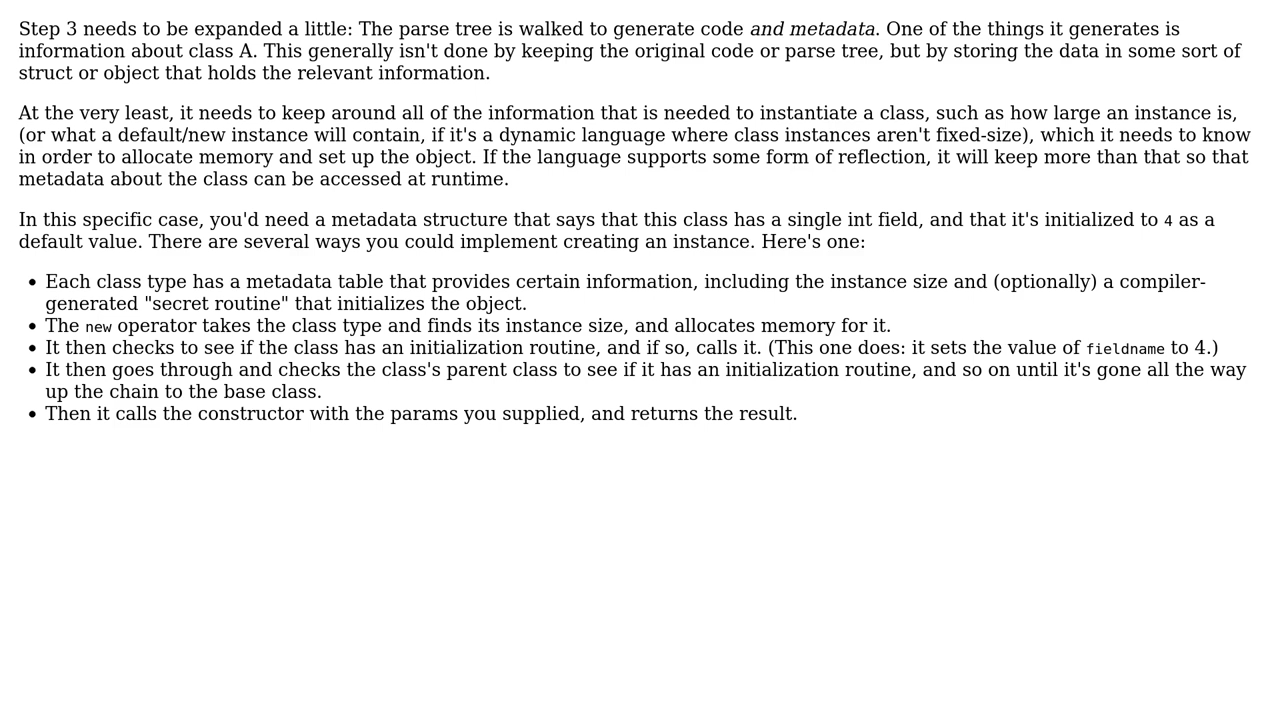 Step 3 needs to be expanded a little: The parse tree is walked to generate code and metadata. One of the things it generates is
information about class A. This generally isn't done by keeping the original code or parse tree, but by storing the data in some sort of
struct or object that holds the relevant information.
At the very least, it needs to keep around all of the information that is needed to instantiate a class, such as how large an instance is,
(or what a default/new instance will contain, if it's a dynamic language where class instances aren't fixed-size), which it needs to know
in order to allocate memory and set up the object. If the language supports some form of reflection, it will keep more than that so that
metadata about the class can be accessed at runtime.
In this specific case, you'd need a metadata structure that says that this class has a single int field, and that it's initialized to 4 as a
default value. There are several ways you could implement creating an instance. Here's one:
• Each class type has a metadata table that provides certain information, including the instance size and (optionally) a compiler-
generated "secret routine" that initializes the object.
• The new operator takes the class type and finds its instance size, and allocates memory for it.
• It then checks to see if the class has an initialization routine, and if so, calls it. (This one does: it sets the value of fieldname to 4.)
• It then goes through and checks the class's parent class to see if it has an initialization routine, and so on until it's gone all the way
up the chain to the base class.
• Then it calls the constructor with the params you supplied, and returns the result.